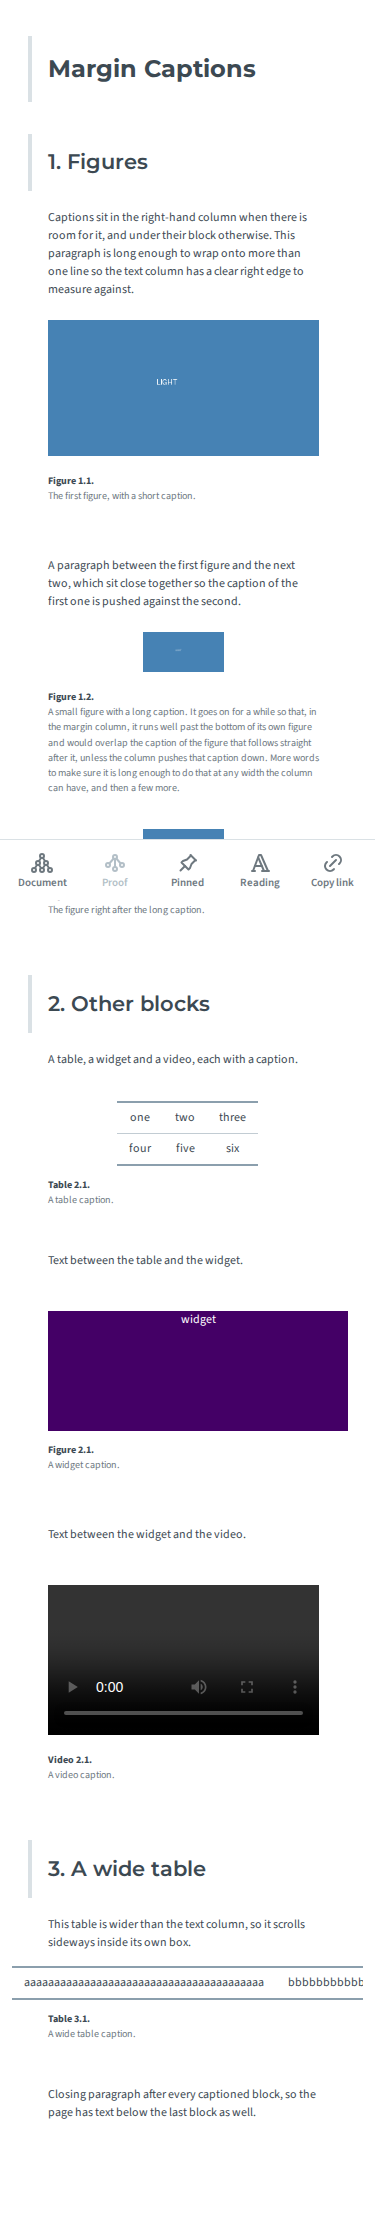 Margin Captions
1. Figures
Captions sit in the right-hand column when there is
room for it, and under their block otherwise. This
paragraph is long enough to wrap onto more than
one line so the text column has a clear right edge to
measure against.
LIGHT
Figure 1.1.
The first figure, with a short caption.
A paragraph between the first figure and the next
two, which sit close together so the caption of the
first one is pushed against the second.
Figure 1.2.
A small figure with a long caption. It goes on for a while so that, in
the margin column, it runs well past the bottom of its own figure
and would overlap the caption of the figure that follows straight
after it, unless the column pushes that caption down. More words
to make sure it is long enough to do that at any width the column
can have, and then a few more.
Document Proof Pinned Reading Copy link
The figure right after the long caption.
2. Other blocks
A table, a widget and a video, each with a caption.
one two three
four five six
Table 2.1.
A table caption.
Text between the table and the widget.
widget
Figure 2.1.
A widget caption.
Text between the widget and the video.
0:00
Video 2.1.
A video caption.
3. A wide table
This table is wider than the text column, so it scrolls
sideways inside its own box.
aaaaaaaaaaaaaaaaaaaaaaaaaaaaaaaaaaaaaaaa bbbbbbbbbbb
Table 3.1.
A wide table caption.
Closing paragraph after every captioned block, so the
page has text below the last block as well.